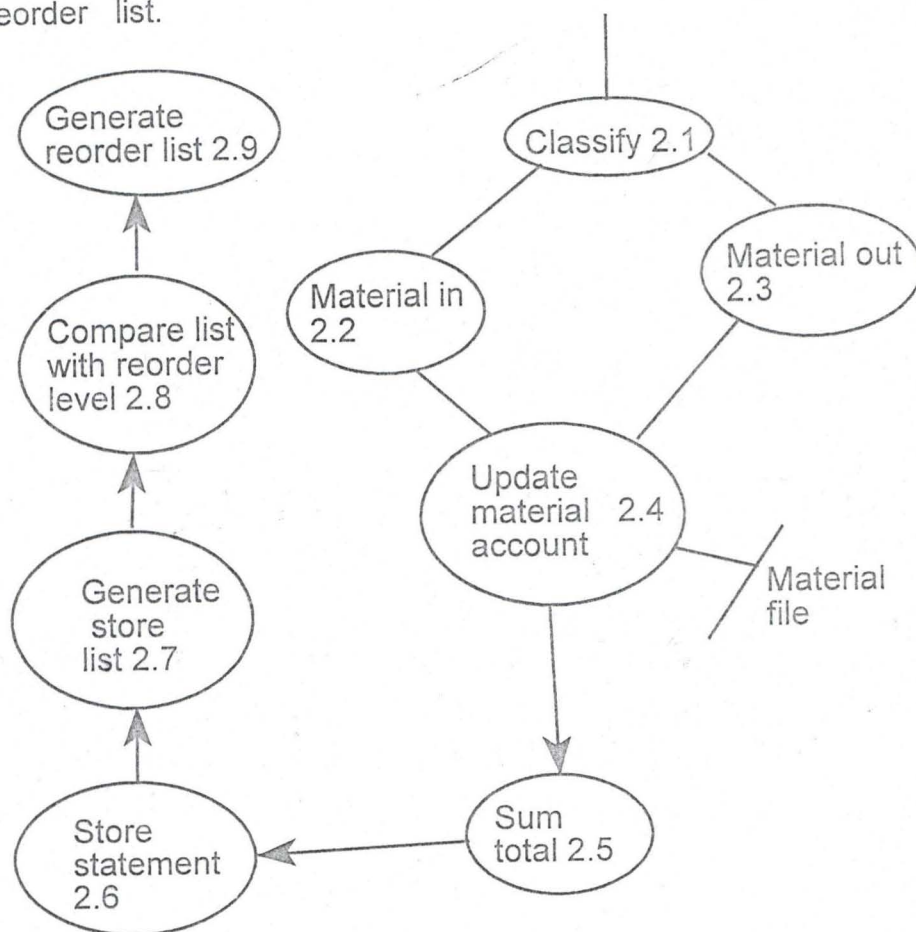 eorder list.
Classify 2.1
Material in
2.2
Material out
2.3
Update
material 2.4
account
Material
file
Sum
total 2.5
Store
statement
2.6
Generate
store
list 2.7
Compare list
with reorder
level 2.8
Generate
reorder list 2.9